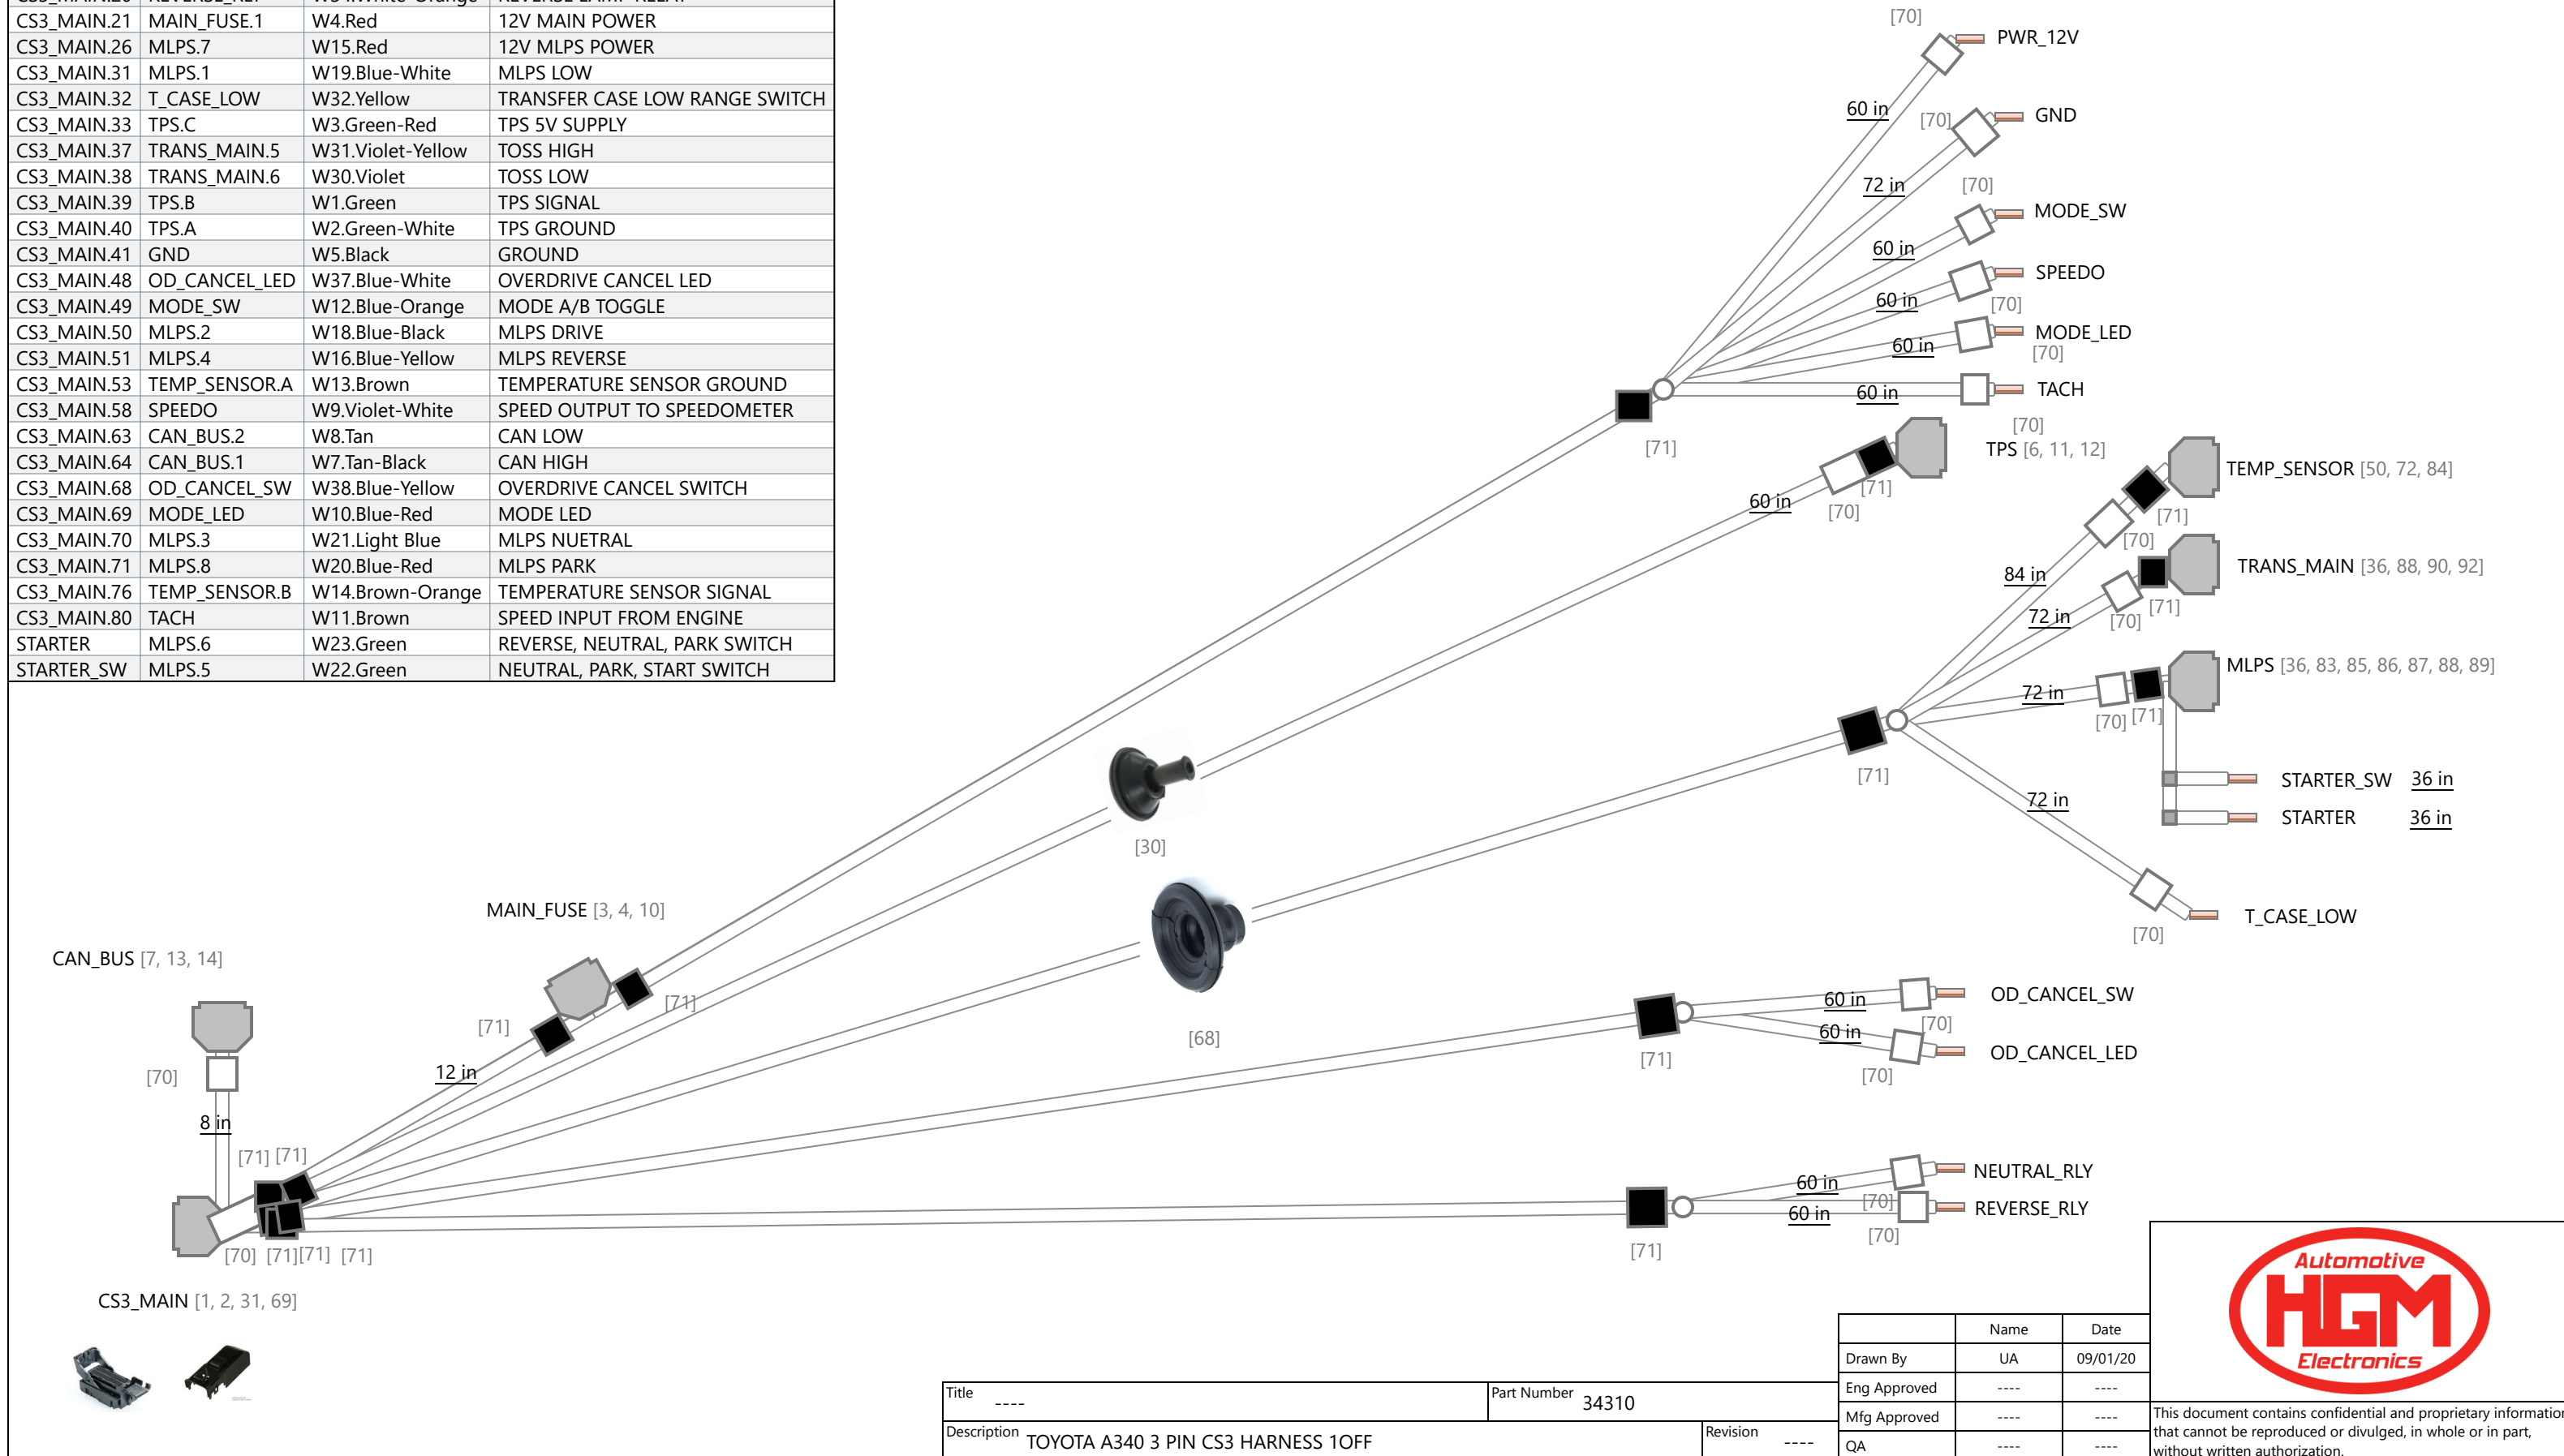 CS3_MAIN.21 MAIN_FUSE.1 W4.Red 12V MAIN POWER
CS3_MAIN.26 MLPS.7 W15.Red 12V MLPS POWER
CS3_MAIN.31 MLPS.1 W19.Blue-White MLPS LOW
CS3_MAIN.32 T_CASE_LOW W32.Yellow TRANSFER CASE LOW RANGE SWITCH
CS3_MAIN.33 TPS.C W3.Green-Red TPS 5V SUPPLY
CS3_MAIN.37 TRANS_MAIN.5 W31.Violet-Yellow TOSS HIGH
CS3_MAIN.38 TRANS_MAIN.6 W30.Violet TOSS LOW
CS3_MAIN.39 TPS.B W1.Green TPS SIGNAL
CS3_MAIN.40 TPS.A W2.Green-White TPS GROUND
CS3_MAIN.41 GND W5.Black GROUND
CS3_MAIN.48 OD_CANCEL_LED W37.Blue-White OVERDRIVE CANCEL LED
CS3_MAIN.49 MODE_SW W12.Blue-Orange MODE A/B TOGGLE
CS3_MAIN.50 MLPS.2 W18.Blue-Black MLPS DRIVE
CS3_MAIN.51 MLPS.4 W16.Blue-Yellow MLPS REVERSE
CS3_MAIN.53 TEMP_SENSOR.A W13.Brown TEMPERATURE SENSOR GROUND
CS3_MAIN.58 SPEEDO W9.Violet-White SPEED OUTPUT TO SPEEDOMETER
CS3_MAIN.63 CAN_BUS.2 W8.Tan CAN LOW
CS3_MAIN.64 CAN_BUS.1 W7.Tan-Black CAN HIGH
CS3_MAIN.68 OD_CANCEL_SW W38.Blue-Yellow OVERDRIVE CANCEL SWITCH
CS3_MAIN.69 MODE_LED W10.Blue-Red MODE LED
CS3_MAIN.70 MLPS.3 W21.Light Blue MLPS NUETRAL
CS3_MAIN.71 MLPS.8 W20.Blue-Red MLPS PARK
CS3_MAIN.76 TEMP_SENSOR.B W14.Brown-Orange TEMPERATURE SENSOR SIGNAL
CS3_MAIN.80 TACH W11.Brown SPEED INPUT FROM ENGINE
STARTER MLPS.6 W23.Green REVERSE, NEUTRAL, PARK SWITCH
STARTER_SW MLPS.5 W22.Green NEUTRAL, PARK, START SWITCH
[70]
PWR_12V
60 in
[70] GND
72 in
[70]
MODE_SW
60 in
SPEEDO
60 in
[70]
MODE_LED
60 in
[70]
TACH
60 in
[70]
[71]
TPS [6, 11, 12]
60 in
[71]
[70]
TEMP_SENSOR [50, 72, 84]
[71]
[70]
84 in
TRANS_MAIN [36, 88, 90, 92]
[71]
[70]
72 in
MLPS [36, 83, 85, 86, 87, 88, 89]
72 in
[70] [71]
[71]
STARTER_SW 36 in
STARTER 36 in
72 in
T_CASE_LOW
[70]
[30]
[68]
MAIN_FUSE [3, 4, 10]
[71]
[71]
12 in
CAN_BUS [7, 13, 14]
[70]
8 in
[71] [71]
[70] [71] [71] [71]
CS3_MAIN [1, 2, 31, 69]
60 in OD_CANCEL_SW
[70]
60 in OD_CANCEL_LED
[71]
[70]
60 in NEUTRAL_RLY
[70]
60 in REVERSE_RLY
[70]
[71]
Automotive
HGM
Electronics
Name Date
Drawn By UA 09/01/20
Eng Approved ---- ----
Mfg Approved ---- ----
QA ---- ----
Title ----
Part Number 34310
Description TOYOTA A340 3 PIN CS3 HARNESS 1OFF
Revision ----
This document contains confidential and proprietary information
that cannot be reproduced or divulged, in whole or in part,
without written authorization.